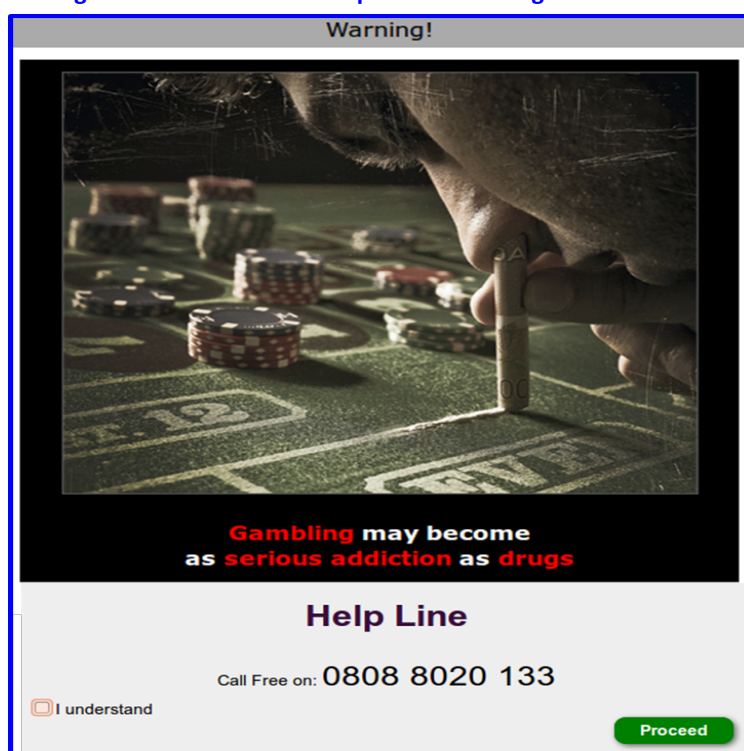 Warning!
Gambling may become
as serious addiction as drugs
Help Line
Call Free on: 0808 8020 133
I understand
Proceed